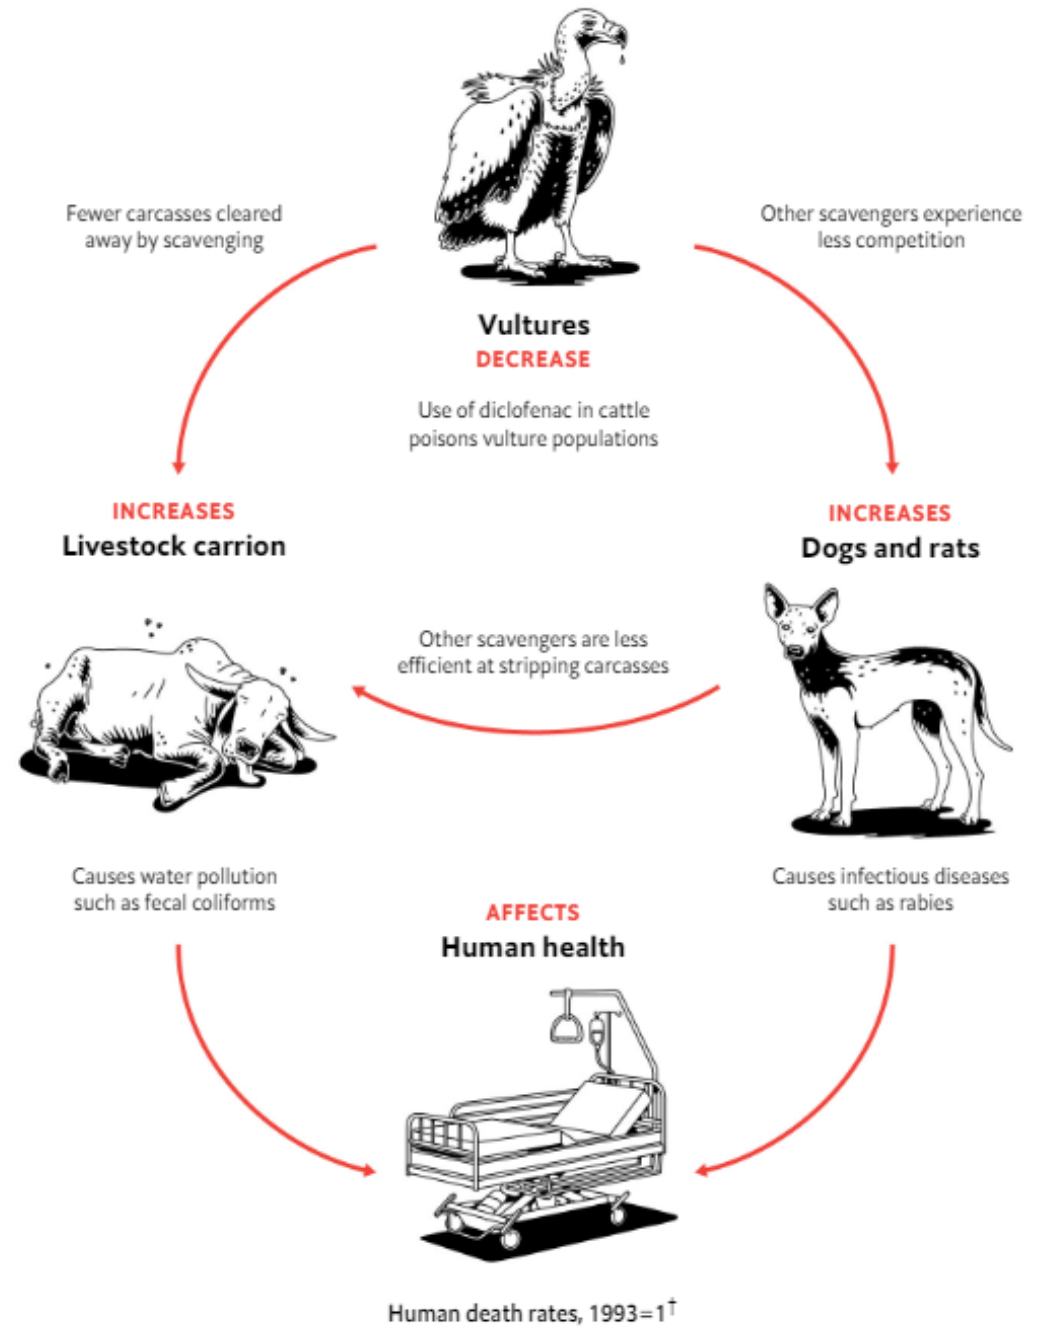 Fewer carcasses cleared
away by scavenging
Other scavengers experience
less competition
Vultures
DECREASE
Use of diclofenac in cattle
poisons vulture populations
INCREASES
Livestock carrion
INCREASES
Dogs and rats
Other scavengers are less
efficient at stripping carcasses
Causes water pollution
such as fecal coliforms
Causes infectious diseases
such as rabies
AFFECTS
Human health
Human death rates, 1993=1†